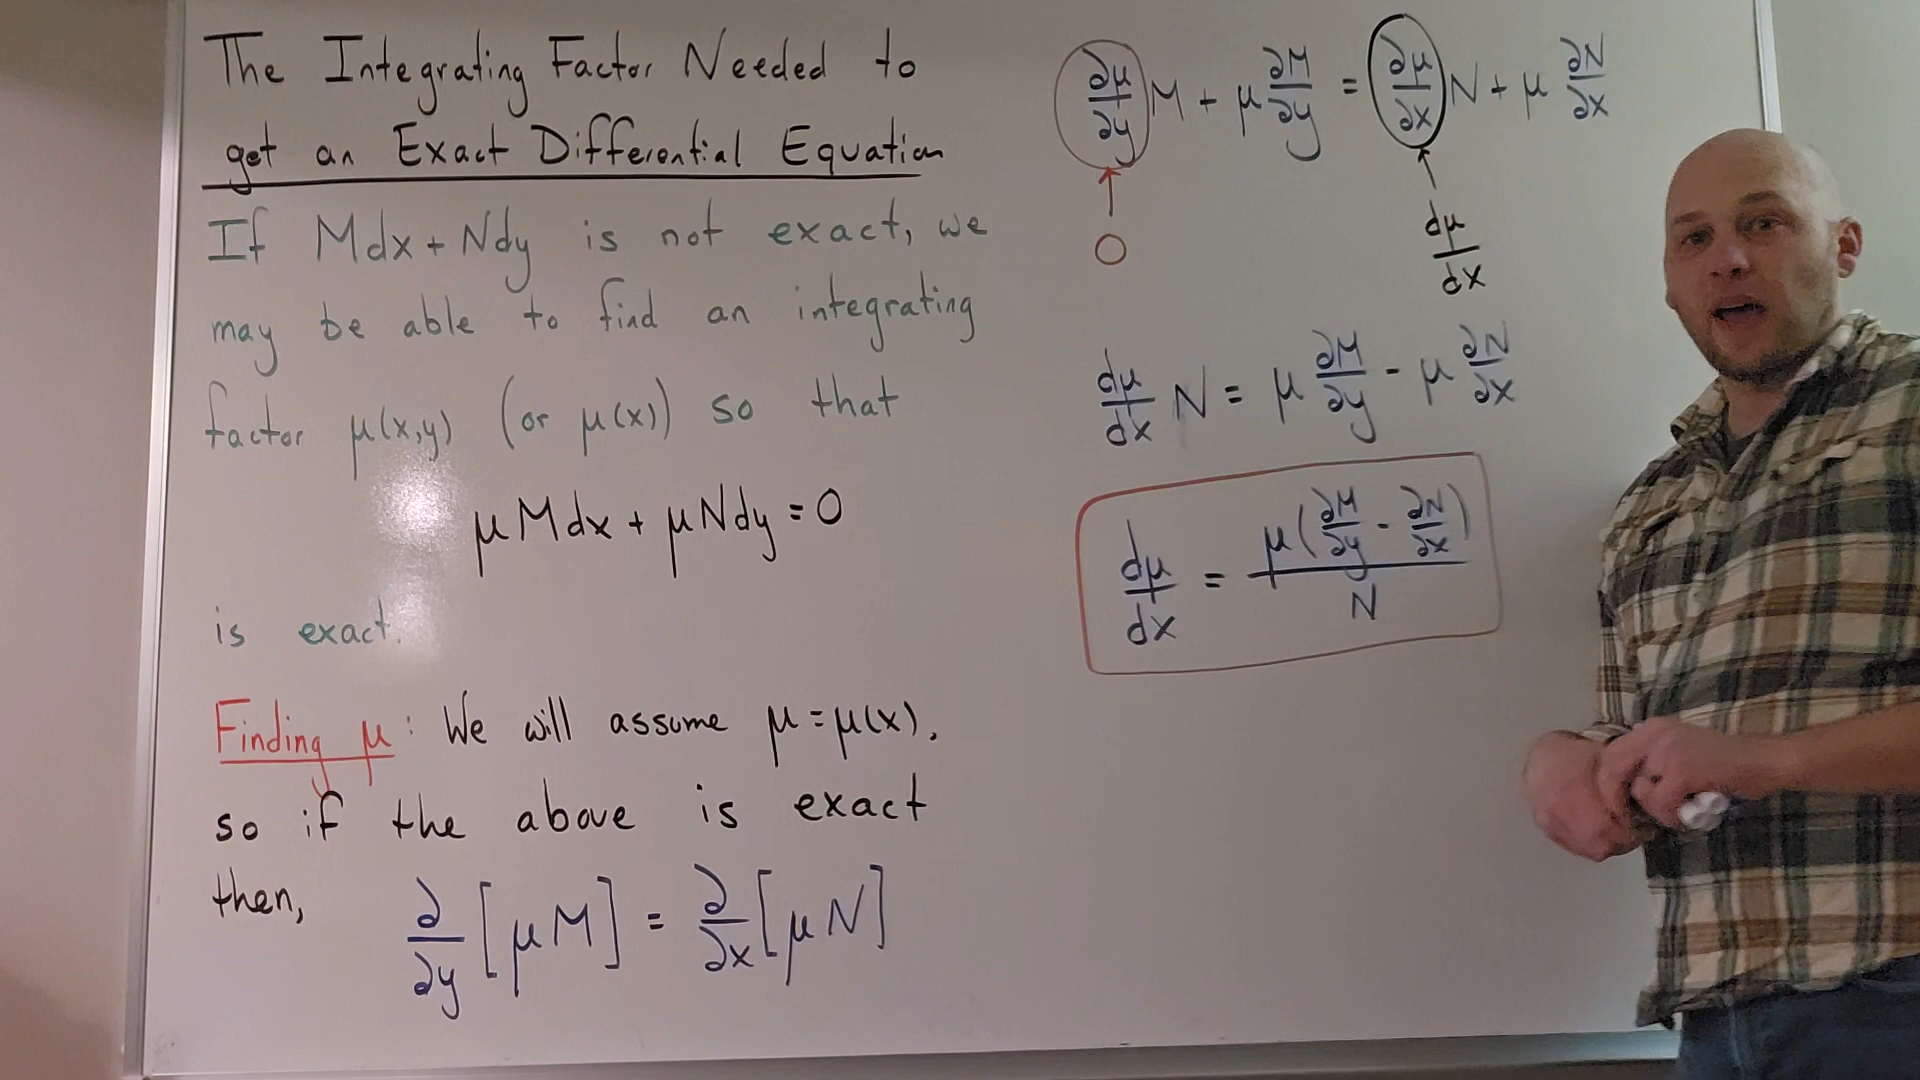 The Integrating Factor Needed to
get an Exact Differential Equation
If Mdx + Ndy is not exact, we
may be able to find an integrating
factor μ(x,y) (or μ(x)) so that
μMdx + μNdy = 0
is exact.
Finding μ: We will assume μ = μ(x).
so if the above is exact
then, ∂/∂y [μM] = ∂/∂x [μN]
∂μ/∂y M + μ ∂M/∂y = ∂μ/∂x N + μ ∂N/∂x
0
dμ/dx
dμ/dx N = μ ∂M/∂y - μ ∂N/∂x
dμ/dx = μ(∂M/∂y - ∂N/∂x)/N